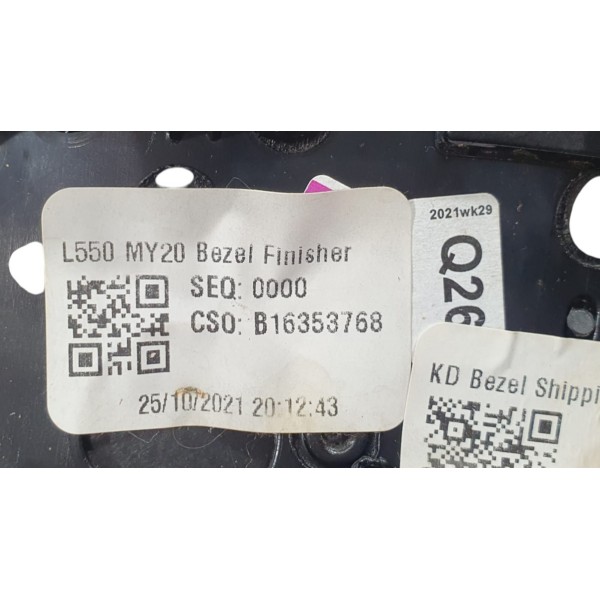 L550 MY20 Bezel Finisher
SEQ: 0000
CSO: B16353768
25/10/2021 20:12:43
2021wk29
Q26
KD Bezel Shippi